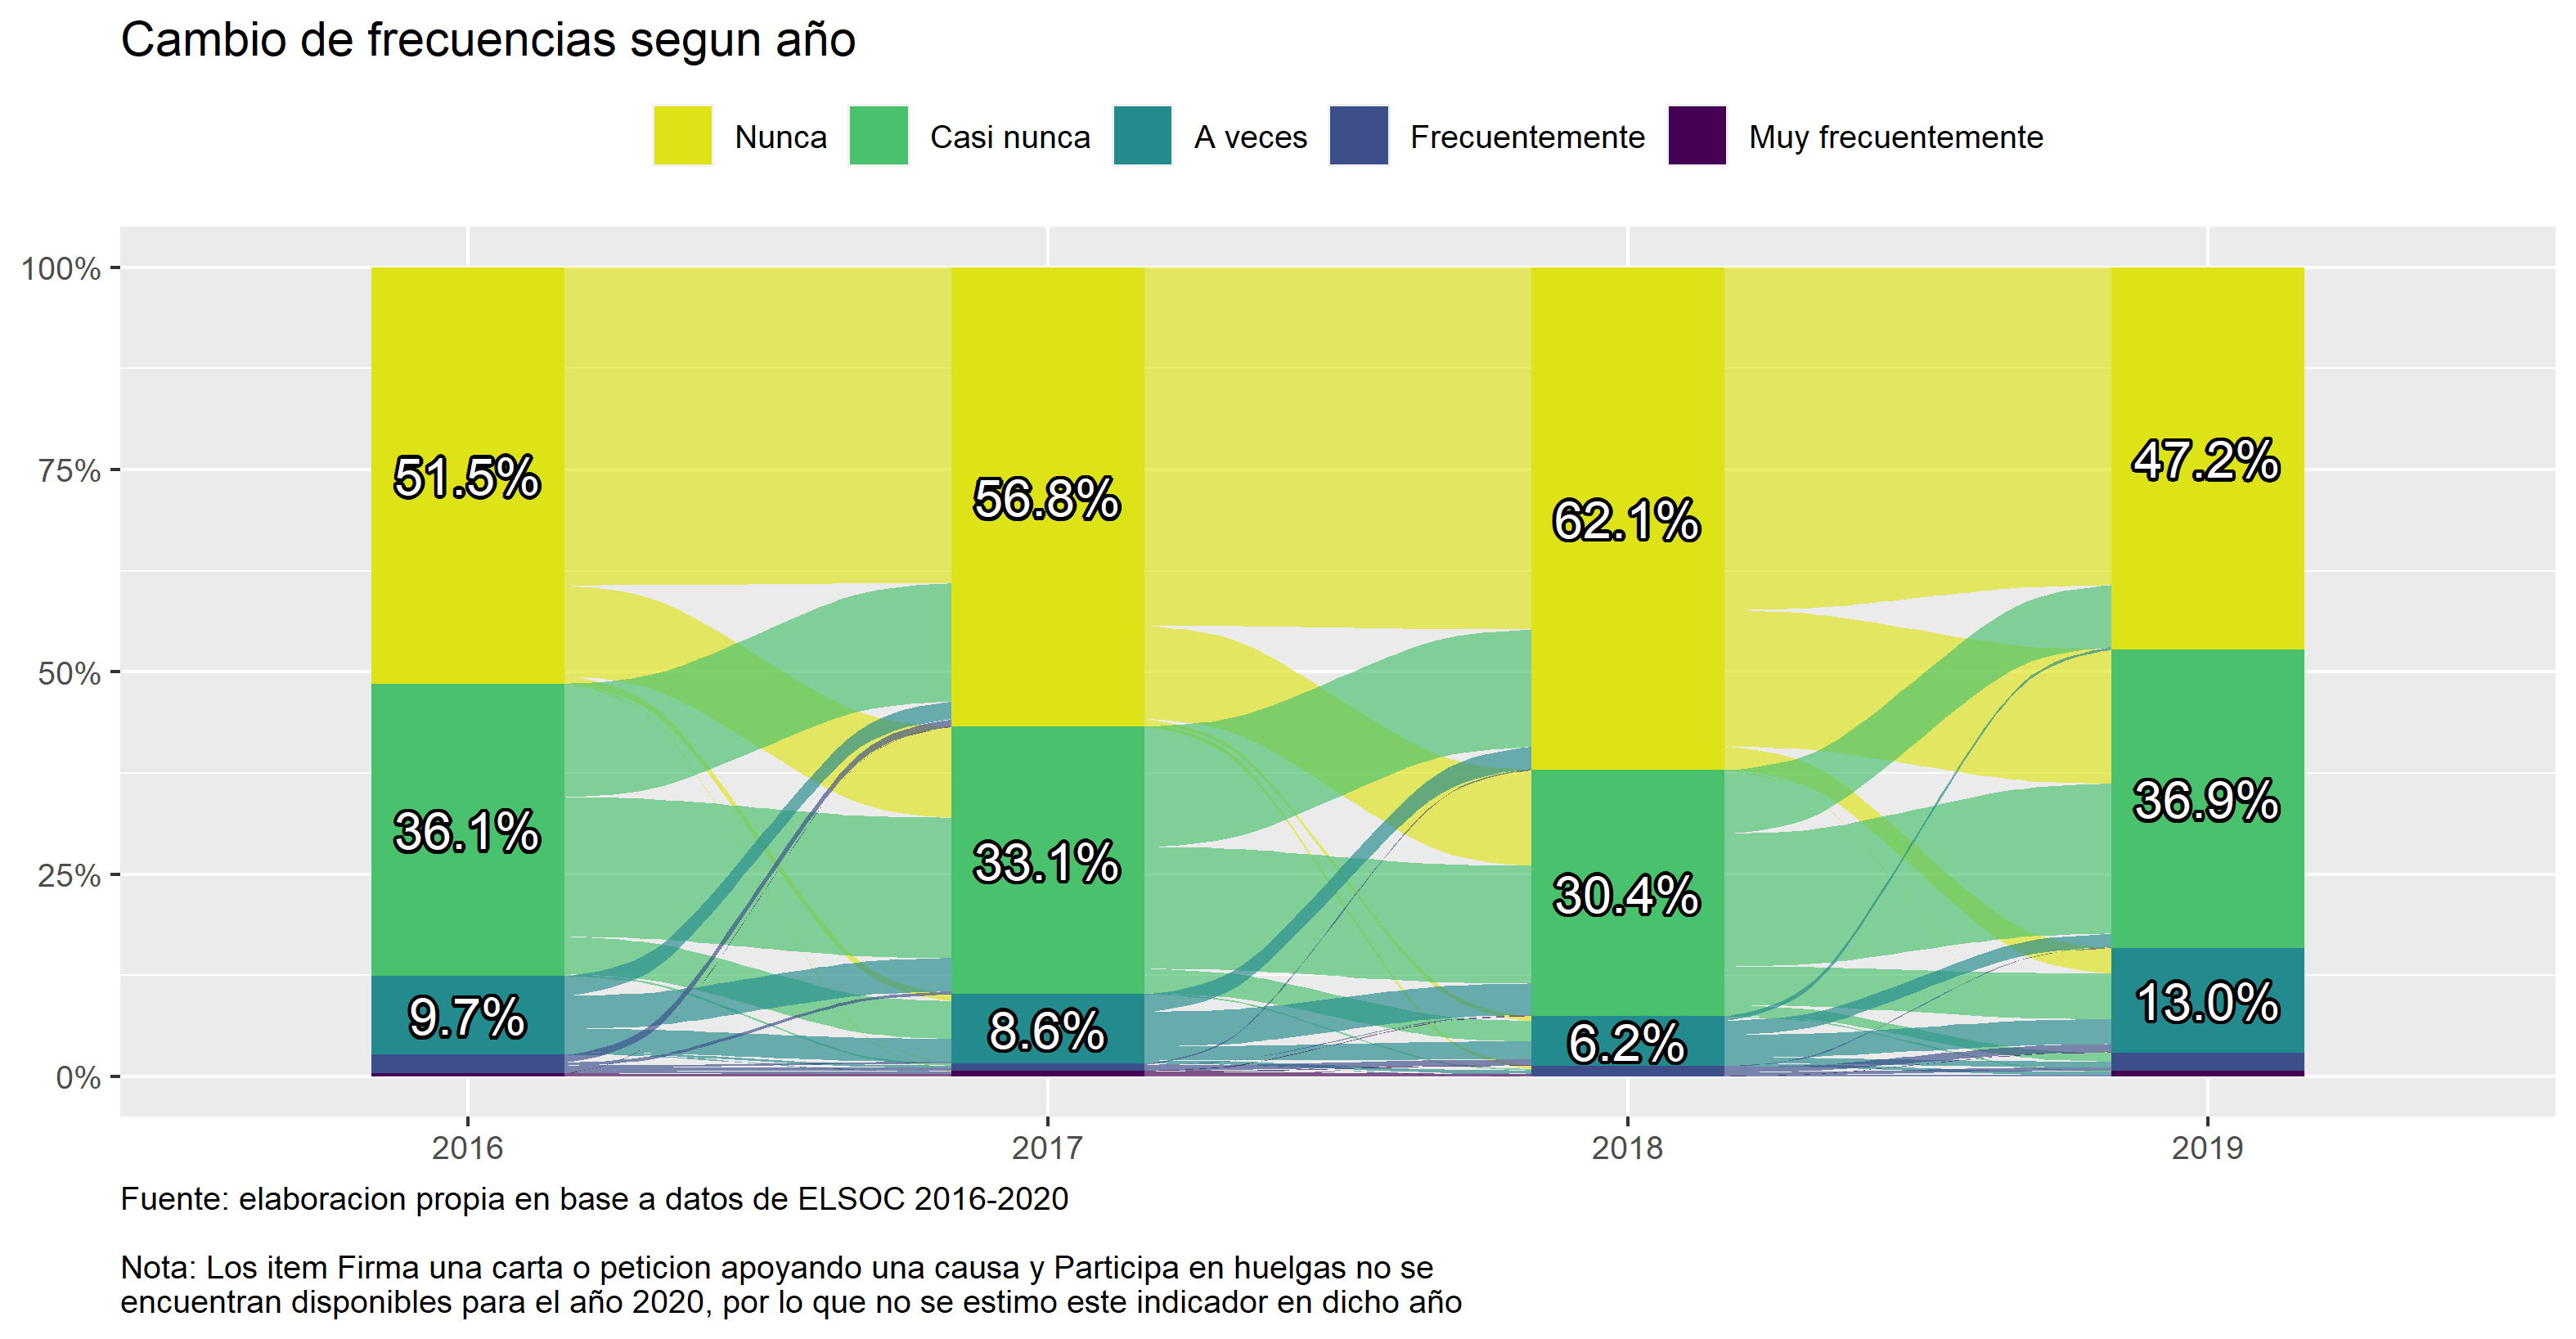 Cambio de frecuencias segun año
Nunca Casi nunca A veces Frecuentemente Muy frecuentemente
100%
75%
50%
25%
0%
51.5% 56.8% 62.1% 47.2%
36.1% 33.1% 30.4% 36.9%
9.7% 8.6% 6.2% 13.0%
2016 2017 2018 2019
Fuente: elaboracion propia en base a datos de ELSOC 2016-2020
Nota: Los item Firma una carta o peticion apoyando una causa y Participa en huelgas no se
encuentran disponibles para el año 2020, por lo que no se estimo este indicador en dicho año